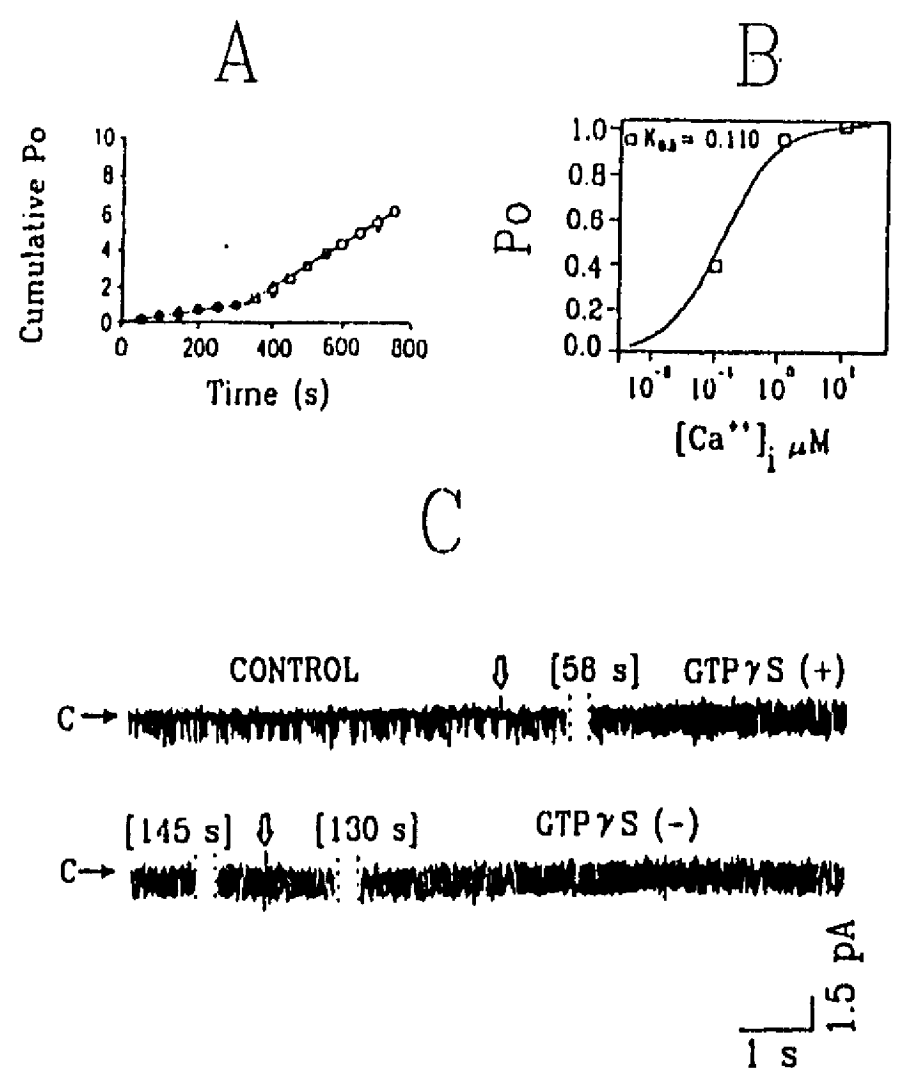 A
Cumulative Po
10
8
6
4
2
0
0 200 400 600 800
Time (s)
B
Po
1.0
0.8
0.6
0.4
0.2
0.0
K₀.₅ = 0.110
10⁻² 10⁻¹ 10⁰ 10¹
[Ca⁺⁺]i μM
C
CONTROL [58 s] GTPγS (+)
C→
[145 s] [130 s] GTPγS (-)
C→
1.5 pA
1 s